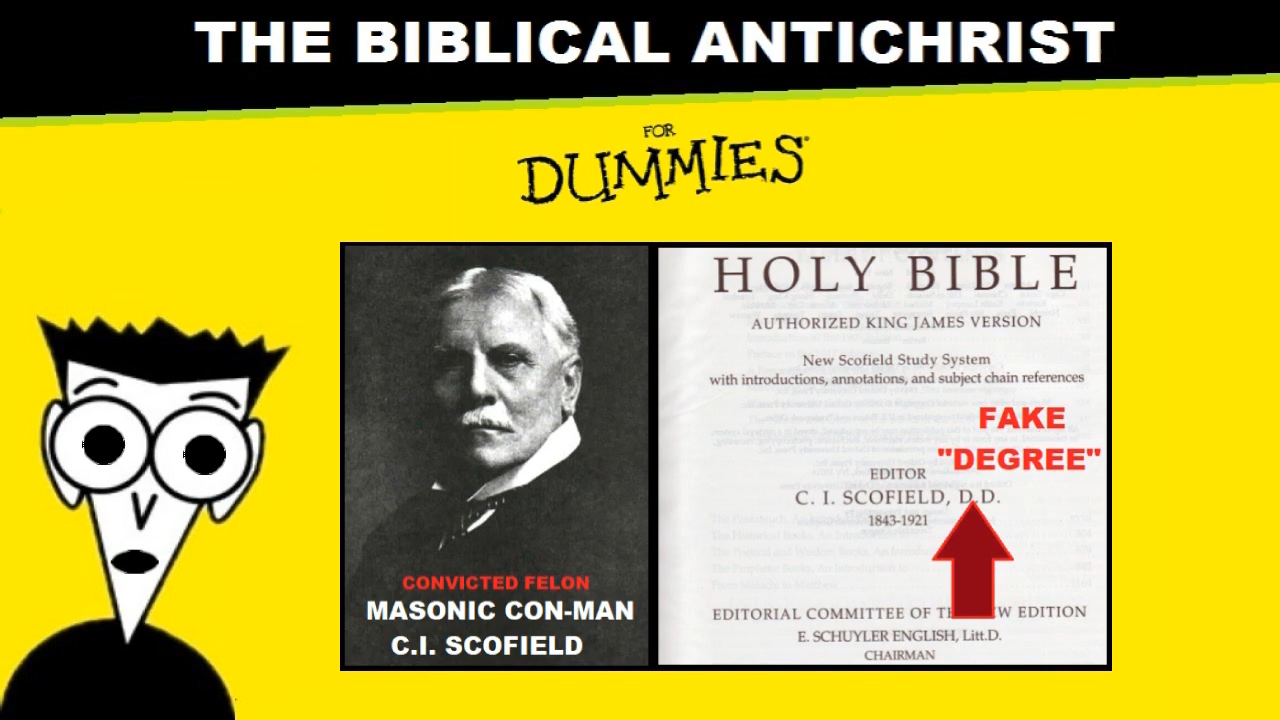 THE BIBLICAL ANTICHRIST
FOR
DUMMIES
CONVICTED FELON
MASONIC CON-MAN
C.I. SCOFIELD
HOLY BIBLE
AUTHORIZED KING JAMES VERSION
New Scofield Study System
with introductions, annotations, and subject chain references
FAKE
"DEGREE"
EDITOR
C. I. SCOFIELD, D.D.
1843-1921
EDITORIAL COMMITTEE OF EDITION
E. SCHUYLER ENGLISH, Litt.D.
CHAIRMAN